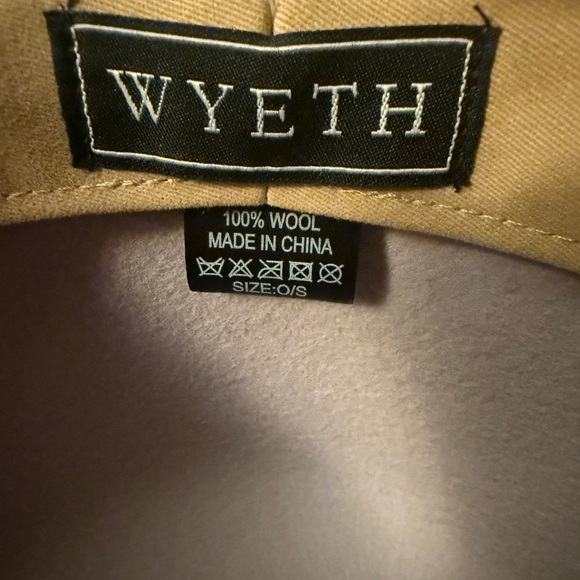 WYETH
100% WOOL
MADE IN CHINA
SIZE:O/S